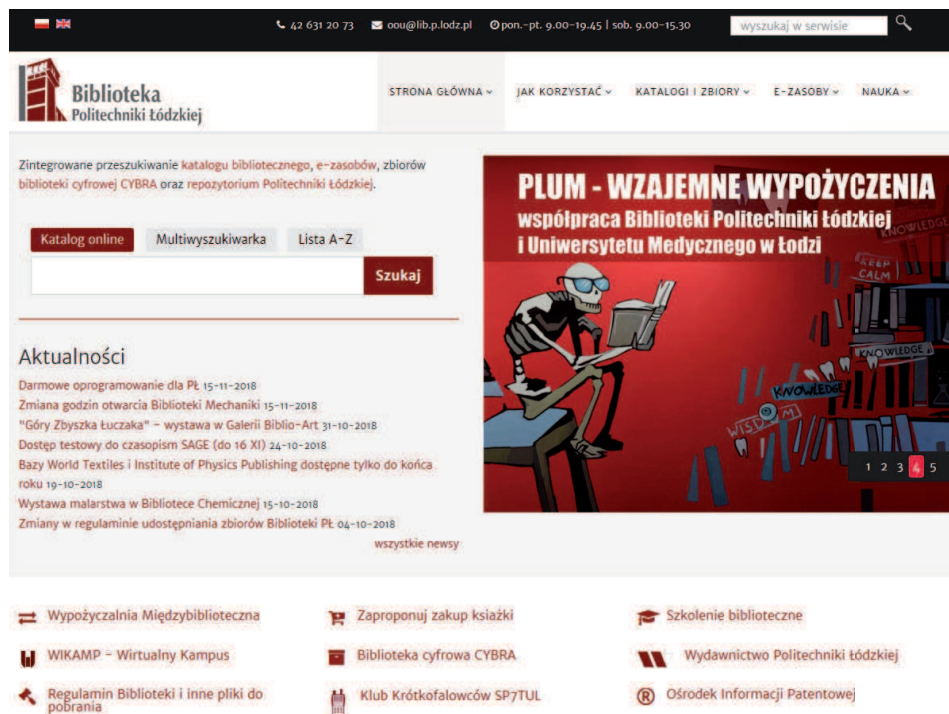 42 631 20 73 oou@lib.p.lodz.pl pon.-pt. 9.00-19.45 | sob. 9.00-15.30 wyszukaj w serwisie
Biblioteka
Politechniki Łódzkiej
STRONA GŁÓWNA JAK KORZYSTAĆ KATALOGI I ZBIORY E-ZASOBY NAUKA
Zintegrowane przeszukiwanie katalogu bibliotecznego, e-zasobów, zbiorów
biblioteki cyfrowej CYBRA oraz repozytorium Politechniki Łódzkiej.
Katalog online Multiwyszukiwarka Lista A-Z
Szukaj
Aktualności
Darmowe oprogramowanie dla PŁ 15-11-2018
Zmiana godzin otwarcia Biblioteki Mechaniki 15-11-2018
"Góry Zbyszka Łuczaka" - wystawa w Galerii Biblio-Art 31-10-2018
Dostęp testowy do czasopism SAGE (do 16 XI) 24-10-2018
Bazy World Textiles i Institute of Physics Publishing dostępne tylko do końca
roku 19-10-2018
Wystawa malarstwa w Bibliotece Chemicznej 15-10-2018
Zmiany w regulaminie udostępniania zbiorów Biblioteki PŁ 04-10-2018
wszystkie newsy
PLUM - WZAJEMNE WYPOŻYCZENIA
współpraca Biblioteki Politechniki Łódzkiej
i Uniwersytetu Medycznego w Łodzi
KNOWLEDG
KEEP
CALM
KNOWLEDGE
KNOWLEDGE
WISDOM
1 2 3 4 5
Wypożyczalnia Międzybiblioteczna Zaproponuj zakup ksiażki Szkolenie biblioteczne
WIKAMP - Wirtualny Kampus Biblioteka cyfrowa CYBRA Wydawnictwo Politechniki Łódzkiej
Regulamin Biblioteki i inne pliki do
pobrania
Klub Krótkofalowców SP7TUL Ośrodek Informacji Patentowej